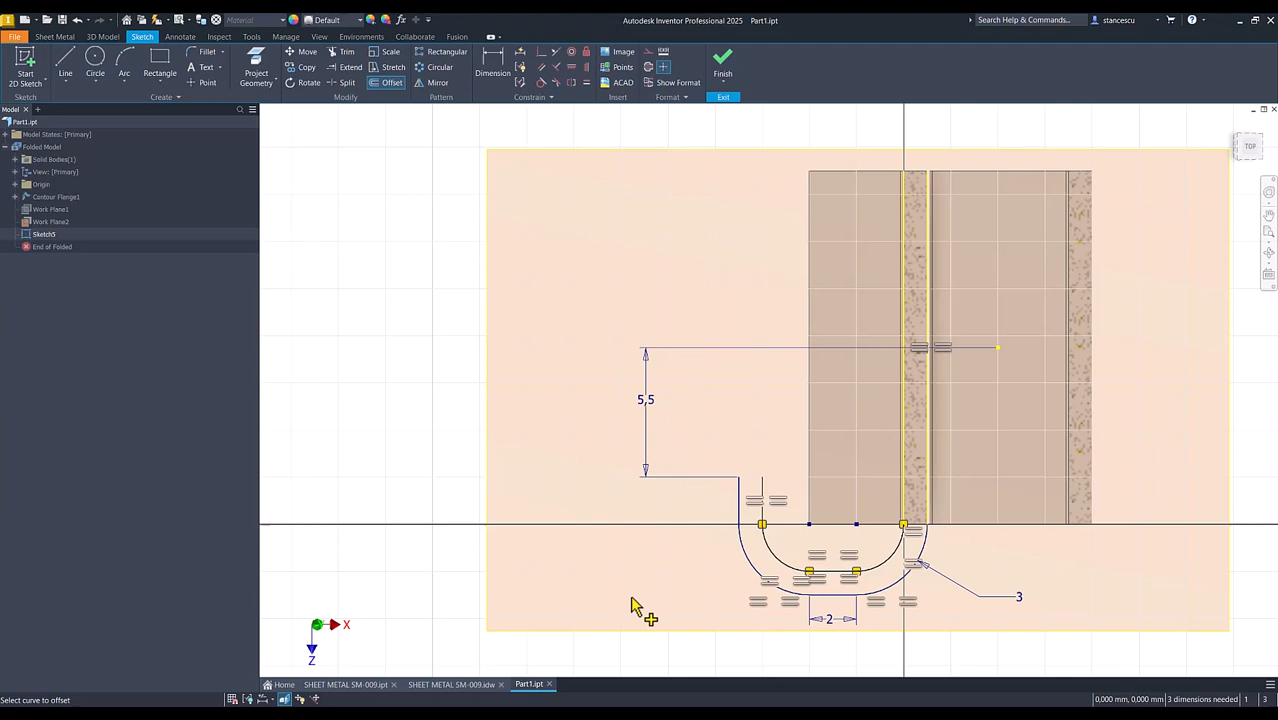 Material
Default
Autodesk Inventor Professional 2025 Part1.ipt
Search Help & Commands...
stancescu
File Sheet Metal 3D Model Sketch Annotate Inspect Tools Manage View Environments Collaborate Fusion
Start 2D Sketch
Line
Circle
Arc
Rectangle
Fillet
Text
Point
Project Geometry
Move
Copy
Rotate
Trim
Extend
Split
Scale
Stretch
Offset
Rectangular
Circular
Mirror
Dimension
Image
Points
ACAD
Show Format
Finish
Sketch
Create
Modify
Pattern
Constrain
Insert
Format
Exit
Model
Part1.ipt
Model States: [Primary]
Folded Model
Solid Bodies(1)
View: [Primary]
Origin
Contour Flange1
Work Plane1
Work Plane2
Sketch5
End of Folded
TOP
5,5
3
2
X
Z
Home SHEET METAL SM-009.ipt SHEET METAL SM-009.idw Part1.ipt
Select curve to offset
0,000 mm, 0,000 mm 3 dimensions needed 1 3